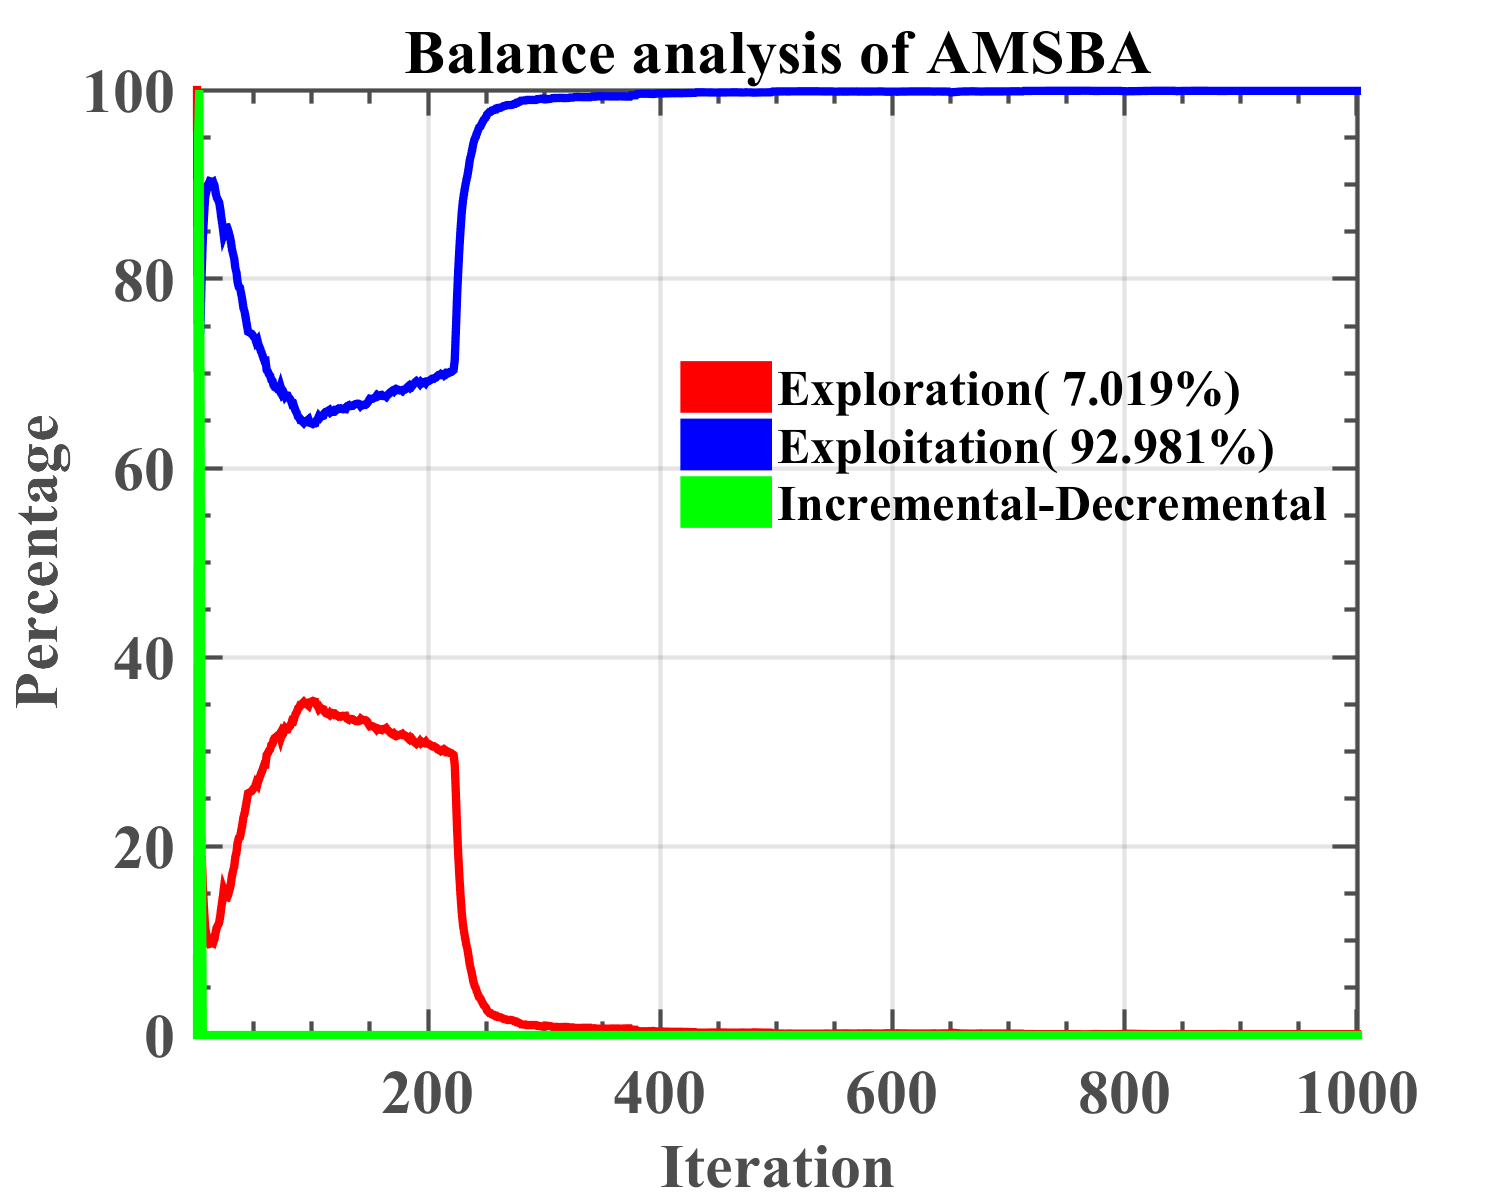 Balance analysis of AMSBA
100
80
60
40
20
0
Percentage
Exploration( 7.019%)
Exploitation( 92.981%)
Incremental-Decremental
200 400 600 800 1000
Iteration